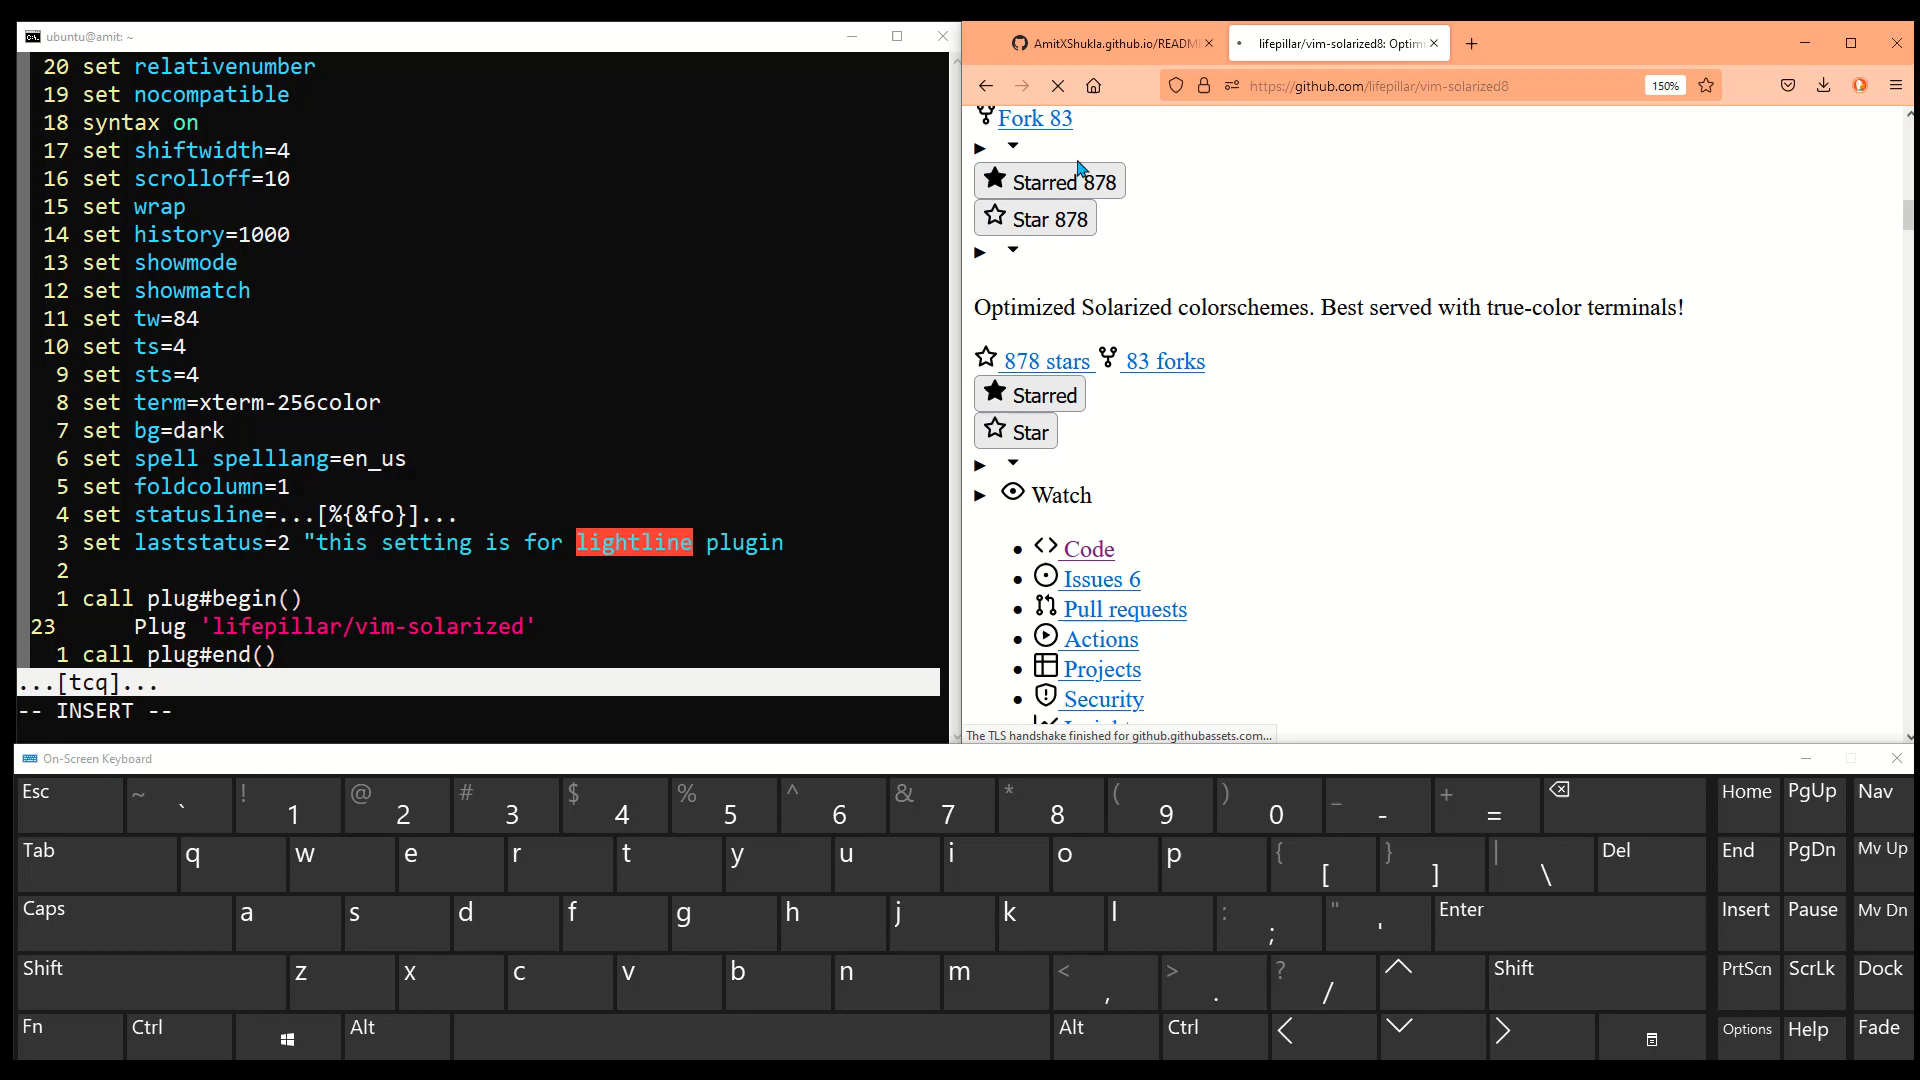 ubuntu@amit: ~
20 set relativenumber
19 set nocompatible
18 syntax on
17 set shiftwidth=4
16 set scrolloff=10
15 set wrap
14 set history=1000
13 set showmode
12 set showmatch
11 set tw=84
10 set ts=4
9 set sts=4
8 set term=xterm-256color
7 set bg=dark
6 set spell spelllang=en_us
5 set foldcolumn=1
4 set statusline=...[%{&fo}]...
3 set laststatus=2 "this setting is for lightline plugin
2
1 call plug#begin()
23 Plug 'lifepillar/vim-solarized'
1 call plug#end()
...[tcq]...
-- INSERT --
AmitXShukla.github.io/READM
lifepillar/vim-solarized8: Optimi
https://github.com/lifepillar/vim-solarized8
150%
Fork 83
Starred 878
Star 878
Optimized Solarized colorschemes. Best served with true-color terminals!
878 stars 83 forks
Starred
Star
Watch
Code
Issues 6
Pull requests
Actions
Projects
Security
The TLS handshake finished for github.githubassets.com...
On-Screen Keyboard
Esc ~ ` ! 1 @ 2 # 3 $ 4 % 5 ^ 6 & 7 * 8 ( 9 ) 0 _ - + = Home PgUp Nav
Tab q w e r t y u i o p { [ } ] | \ Del End PgDn Mv Up
Caps a s d f g h j k l : ; " ' Enter Insert Pause Mv Dn
Shift z x c v b n m < , > . ? / Shift PrtScn ScrLk Dock
Fn Ctrl Alt Alt Ctrl Options Help Fade